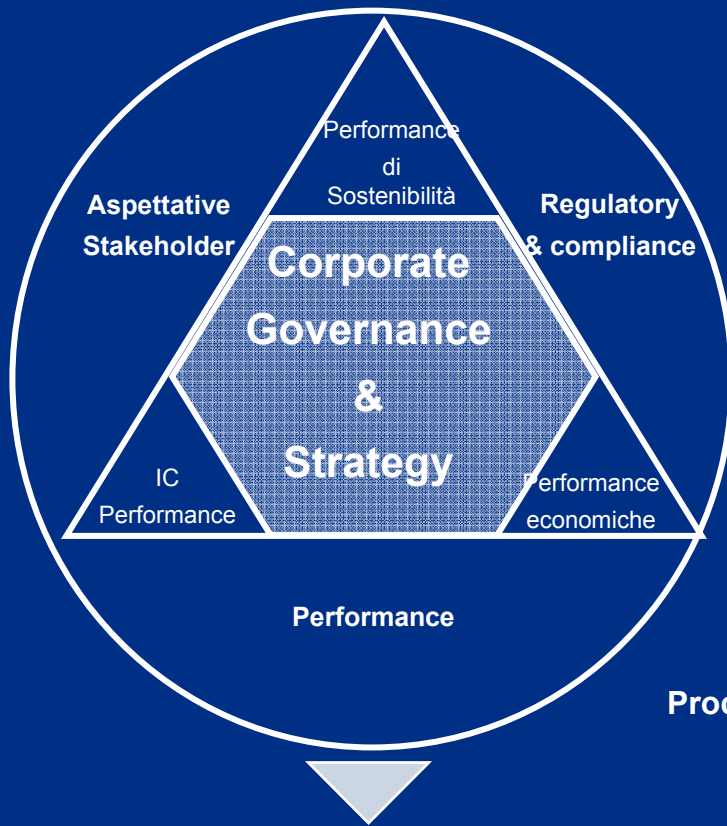 Performance
di
Sostenibilità
Aspettative
Stakeholder
Regulatory
& compliance
Corporate
Governance
&
Strategy
IC
Performance
Performance
economiche
Performance